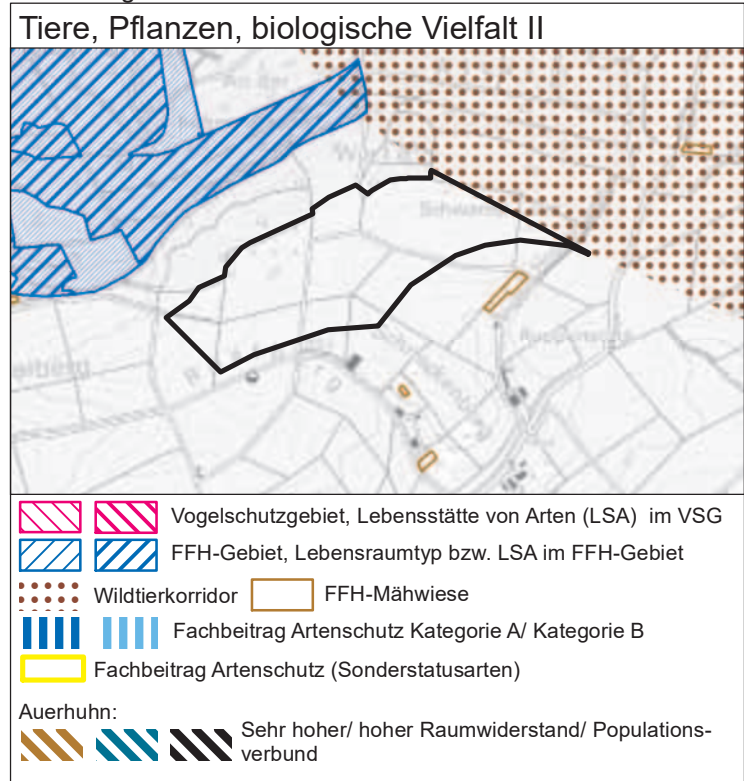 Tiere, Pflanzen, biologische Vielfalt II
Vogelschutzgebiet, Lebensstätte von Arten (LSA) im VSG
FFH-Gebiet, Lebensraumtyp bzw. LSA im FFH-Gebiet
Wildtierkorridor FFH-Mähwiese
Fachbeitrag Artenschutz Kategorie A/ Kategorie B
Fachbeitrag Artenschutz (Sonderstatusarten)
Auerhuhn:
Sehr hoher/ hoher Raumwiderstand/ Populations-
verbund